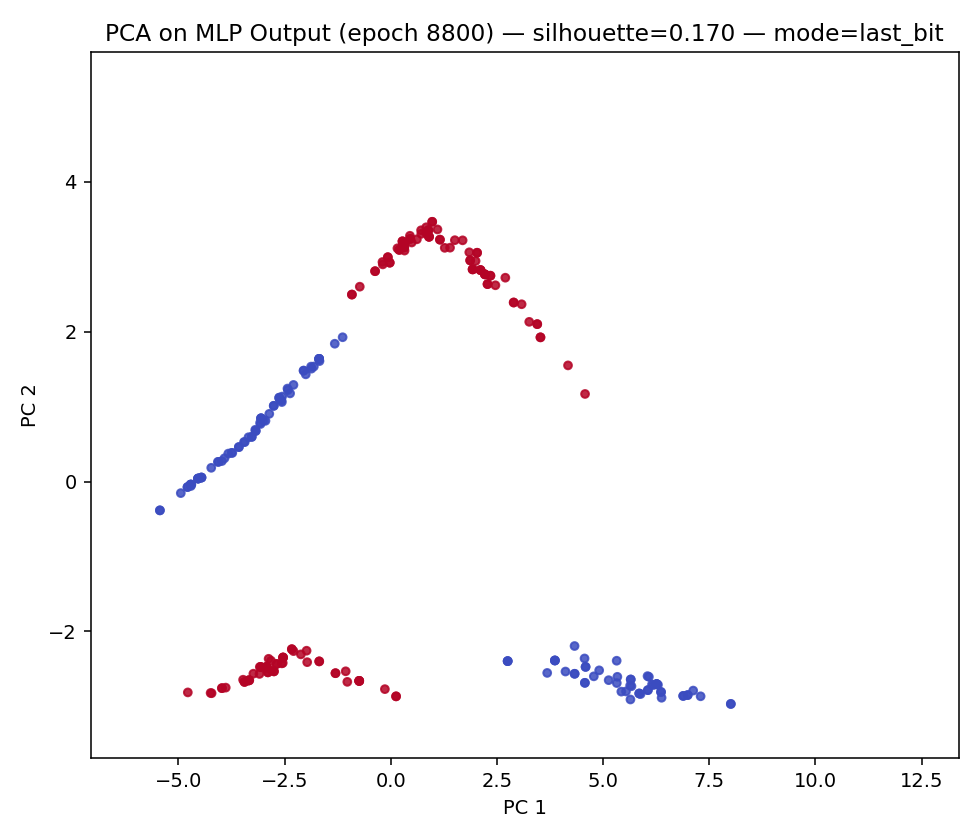 PCA on MLP Output (epoch 8800) — silhouette=0.170 — mode=last_bit
4
2
0
−2
PC 2
−5.0 −2.5 0.0 2.5 5.0 7.5 10.0 12.5
PC 1